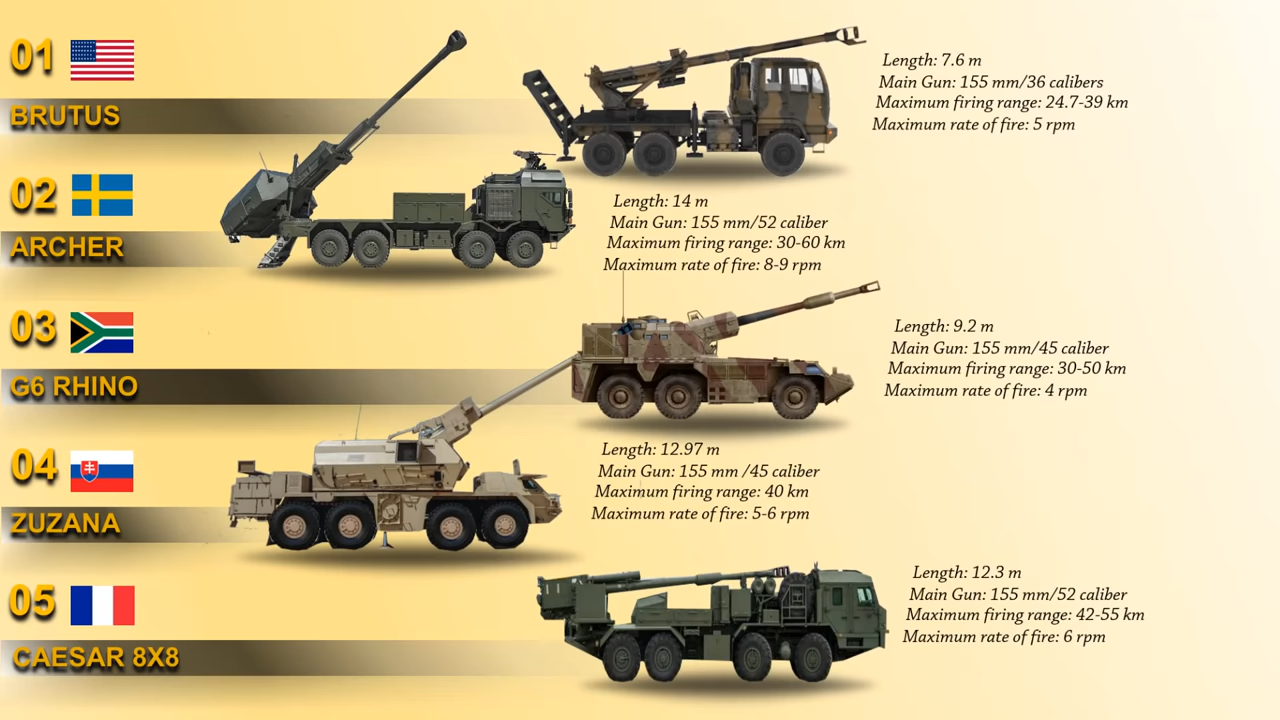 01
BRUTUS
Length: 7.6 m
Main Gun: 155 mm/36 calibers
Maximum firing range: 24.7-39 km
Maximum rate of fire: 5 rpm
02
ARCHER
Length: 14 m
Main Gun: 155 mm/52 caliber
Maximum firing range: 30-60 km
Maximum rate of fire: 8-9 rpm
03
G6 RHINO
Length: 9.2 m
Main Gun: 155 mm/45 caliber
Maximum firing range: 30-50 km
Maximum rate of fire: 4 rpm
04
ZUZANA
Length: 12.97 m
Main Gun: 155 mm /45 caliber
Maximum firing range: 40 km
Maximum rate of fire: 5-6 rpm
05
CAESAR 8X8
Length: 12.3 m
Main Gun: 155 mm/52 caliber
Maximum firing range: 42-55 km
Maximum rate of fire: 6 rpm